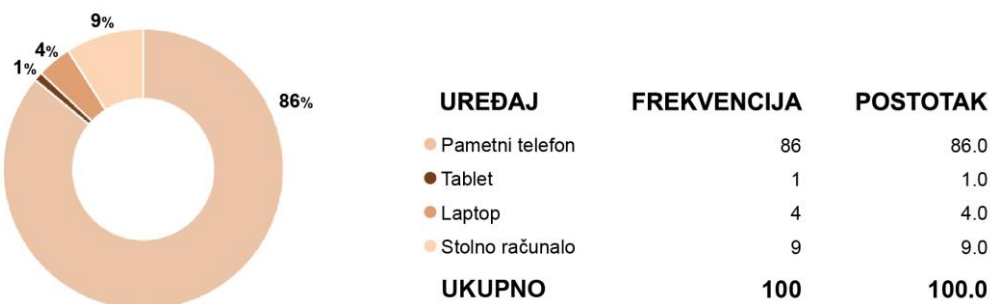 9%
4%
1%
86%
UREĐAJ FREKVENCIJA POSTOTAK
Pametni telefon 86 86.0
Tablet 1 1.0
Laptop 4 4.0
Stolno računalo 9 9.0
UKUPNO 100 100.0